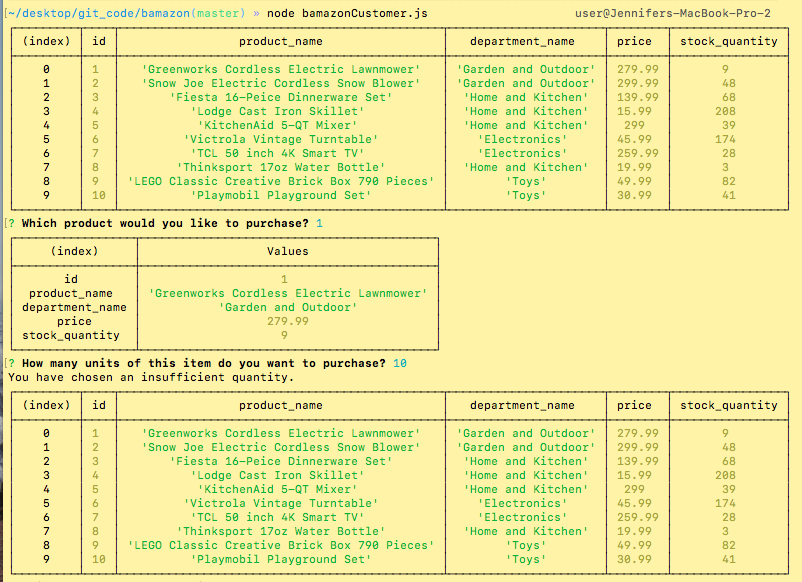 [~/desktop/git_code/bamazon(master) » node bamazonCustomer.js user@Jennifers-MacBook-Pro-2
(index) id product_name department_name price stock_quantity
0 1 'Greenworks Cordless Electric Lawnmower' 'Garden and Outdoor' 279.99 9
1 2 'Snow Joe Electric Cordless Snow Blower' 'Garden and Outdoor' 299.99 48
2 3 'Fiesta 16-Peice Dinnerware Set' 'Home and Kitchen' 139.99 68
3 4 'Lodge Cast Iron Skillet' 'Home and Kitchen' 15.99 208
4 5 'KitchenAid 5-QT Mixer' 'Home and Kitchen' 299 39
5 6 'Victrola Vintage Turntable' 'Electronics' 45.99 174
6 7 'TCL 50 inch 4K Smart TV' 'Electronics' 259.99 28
7 8 'Thinksport 17oz Water Bottle' 'Home and Kitchen' 19.99 3
8 9 'LEGO Classic Creative Brick Box 790 Pieces' 'Toys' 49.99 82
9 10 'Playmobil Playground Set' 'Toys' 30.99 41
[? Which product would you like to purchase? 1
(index) Values
id 1
product_name 'Greenworks Cordless Electric Lawnmower'
department_name 'Garden and Outdoor'
price 279.99
stock_quantity 9
[? How many units of this item do you want to purchase? 10
You have chosen an insufficient quantity.
(index) id product_name department_name price stock_quantity
0 1 'Greenworks Cordless Electric Lawnmower' 'Garden and Outdoor' 279.99 9
1 2 'Snow Joe Electric Cordless Snow Blower' 'Garden and Outdoor' 299.99 48
2 3 'Fiesta 16-Peice Dinnerware Set' 'Home and Kitchen' 139.99 68
3 4 'Lodge Cast Iron Skillet' 'Home and Kitchen' 15.99 208
4 5 'KitchenAid 5-QT Mixer' 'Home and Kitchen' 299 39
5 6 'Victrola Vintage Turntable' 'Electronics' 45.99 174
6 7 'TCL 50 inch 4K Smart TV' 'Electronics' 259.99 28
7 8 'Thinksport 17oz Water Bottle' 'Home and Kitchen' 19.99 3
8 9 'LEGO Classic Creative Brick Box 790 Pieces' 'Toys' 49.99 82
9 10 'Playmobil Playground Set' 'Toys' 30.99 41